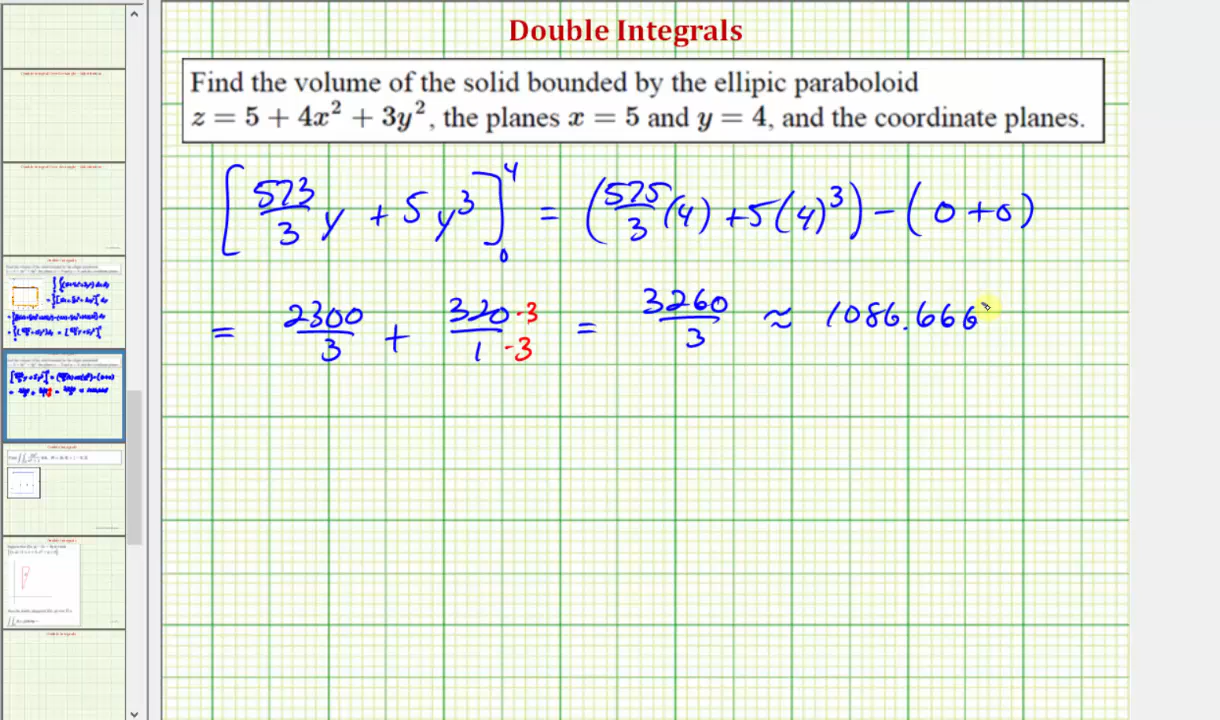 Double Integrals
Find the volume of the solid bounded by the ellipic paraboloid
z = 5 + 4x² + 3y², the planes x = 5 and y = 4, and the coordinate planes.
[573/3 y + 5y³]₀⁴ = (575/3 (4) + 5(4)³) - (0+0)
= 2300/3 + 320/1 ·3/·3 = 3260/3 ≈ 1086.666